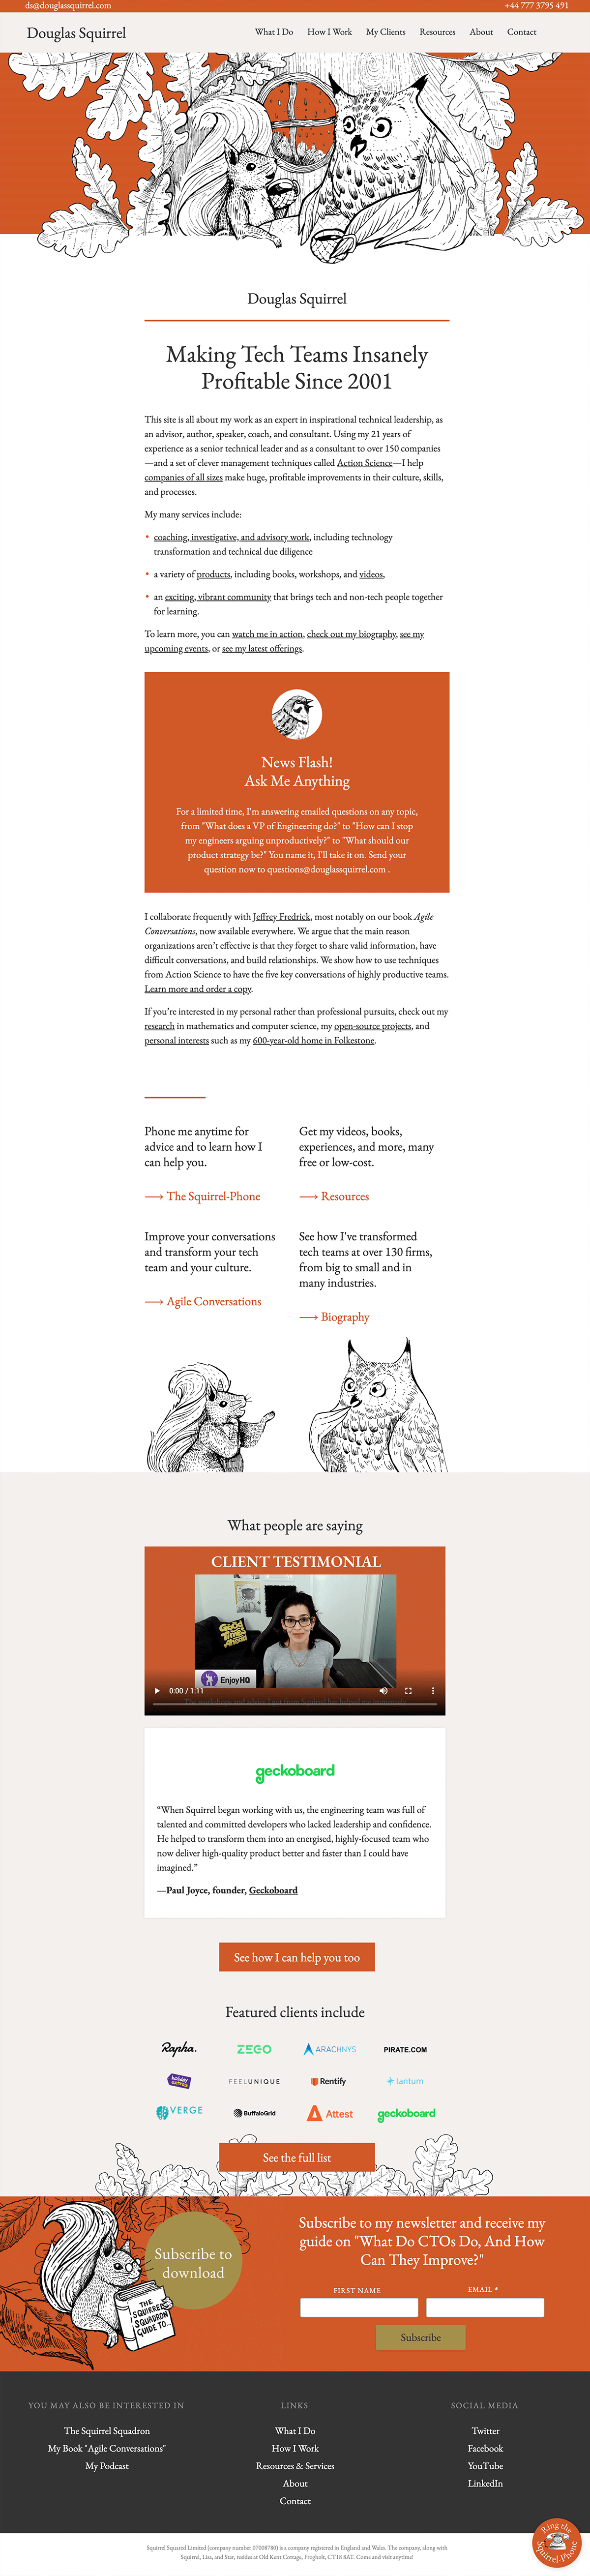 ds@douglassquirrel.com
+44 777 3795 491
Douglas Squirrel
What I Do
How I Work
My Clients
Resources
About
Contact
Douglas Squirrel
Making Tech Teams Insanely
Profitable Since 2001
This site is all about my work as an expert in inspirational technical leadership, as
an advisor, author, speaker, coach, and consultant. Using my 21 years of
experience as a senior technical leader and as a consultant to over 150 companies
—and a set of clever management techniques called Action Science—I help
companies of all sizes make huge, profitable improvements in their culture, skills,
and processes.
My many services include:
• coaching, investigative, and advisory work, including technology
transformation and technical due diligence
• a variety of products, including books, workshops, and videos,
• an exciting, vibrant community that brings tech and non-tech people together
for learning.
To learn more, you can watch me in action, check out my biography, see my
upcoming events, or see my latest offerings.
News Flash!
Ask Me Anything
For a limited time, I'm answering emailed questions on any topic,
from "What does a VP of Engineering do?" to "How can I stop
my engineers arguing unproductively?" to "What should our
product strategy be?" You name it, I'll take it on. Send your
question now to questions@douglassquirrel.com .
I collaborate frequently with Jeffrey Fredrick, most notably on our book Agile
Conversations, now available everywhere. We argue that the main reason
organizations aren't effective is that they forget to share valid information, have
difficult conversations, and build relationships. We show how to use techniques
from Action Science to have the five key conversations of highly productive teams.
Learn more and order a copy.
If you're interested in my personal rather than professional pursuits, check out my
research in mathematics and computer science, my open-source projects, and
personal interests such as my 600-year-old home in Folkestone.
Phone me anytime for
advice and to learn how I
can help you.
⟶ The Squirrel-Phone
Get my videos, books,
experiences, and more, many
free or low-cost.
⟶ Resources
Improve your conversations
and transform your tech
team and your culture.
⟶ Agile Conversations
See how I've transformed
tech teams at over 130 firms,
from big to small and in
many industries.
⟶ Biography
What people are saying
CLIENT TESTIMONIAL
GOOD
Times
AHEAD
EnjoyHQ
0:00 / 1:11
geckoboard
“When Squirrel began working with us, the engineering team was full of
talented and committed developers who lacked leadership and confidence.
He helped to transform them into an energised, highly-focused team who
now deliver high-quality product better and faster than I could have
imagined.”
—Paul Joyce, founder, Geckoboard
See how I can help you too
Featured clients include
Rapha.
ZEGO
ARACHNYS
PIRATE.COM
holiday
extras
FEELUNIQUE
Rentify
lantum
VERGE
BuffaloGrid
Attest
geckoboard
See the full list
Subscribe to
download
THE
SQUIRREL
SQUADRON
GUIDE TO...
Subscribe to my newsletter and receive my
guide on "What Do CTOs Do, And How
Can They Improve?"
FIRST NAME
EMAIL *
Subscribe
YOU MAY ALSO BE INTERESTED IN
The Squirrel Squadron
My Book "Agile Conversations"
My Podcast
LINKS
What I Do
How I Work
Resources & Services
About
Contact
SOCIAL MEDIA
Twitter
Facebook
YouTube
LinkedIn
Ring the
Squirrel-Phone
Squirrel Squared Limited (company number 07008780) is a company registered in England and Wales. The company, along with
Squirrel, Lisa, and Star, resides at Old Kent Cottage, Frogholt, CT18 8AT. Come and visit anytime!